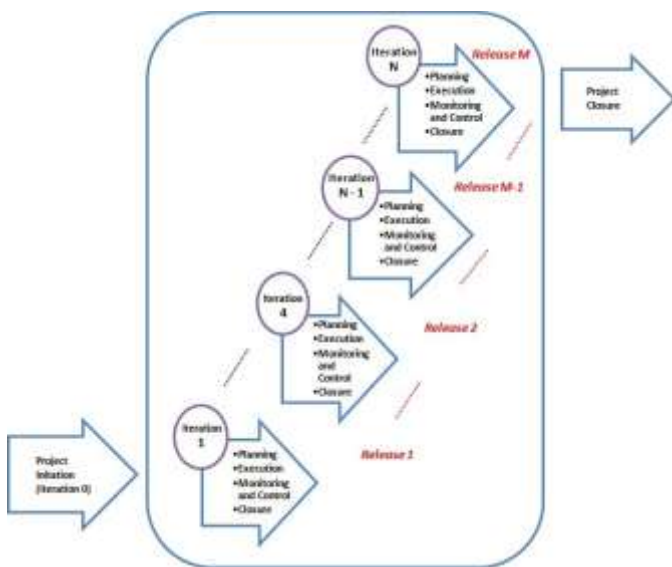 Iteration
N
Release M
•Planning
•Execution
•Monitoring
and Control
•Closure
Project
Closure
Iteration
N - 1
Release M-1
•Planning
•Execution
•Monitoring
and Control
•Closure
Iteration
4
Release 2
•Planning
•Execution
•Monitoring
and
Control
•Closure
Iteration
1
Release 1
•Planning
•Execution
•Monitoring
and Control
•Closure
Project
Initiation
(Iteration 0)